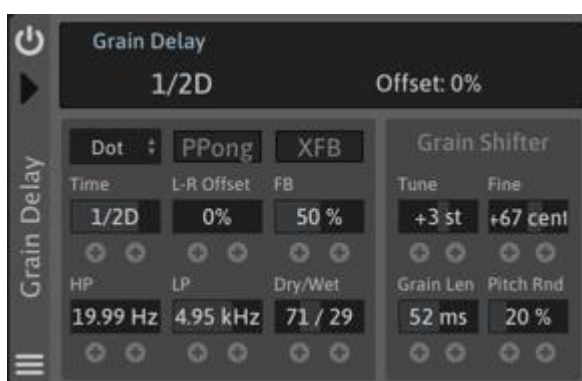 Grain Delay
1/2D Offset: 0%
Grain Delay
Dot PPong XFB
Time L-R Offset FB
1/2D 0% 50 %
HP LP Dry/Wet
19.99 Hz 4.95 kHz 71 / 29
Grain Shifter
Tune Fine
+3 st +67 cent
Grain Len Pitch Rnd
52 ms 20 %